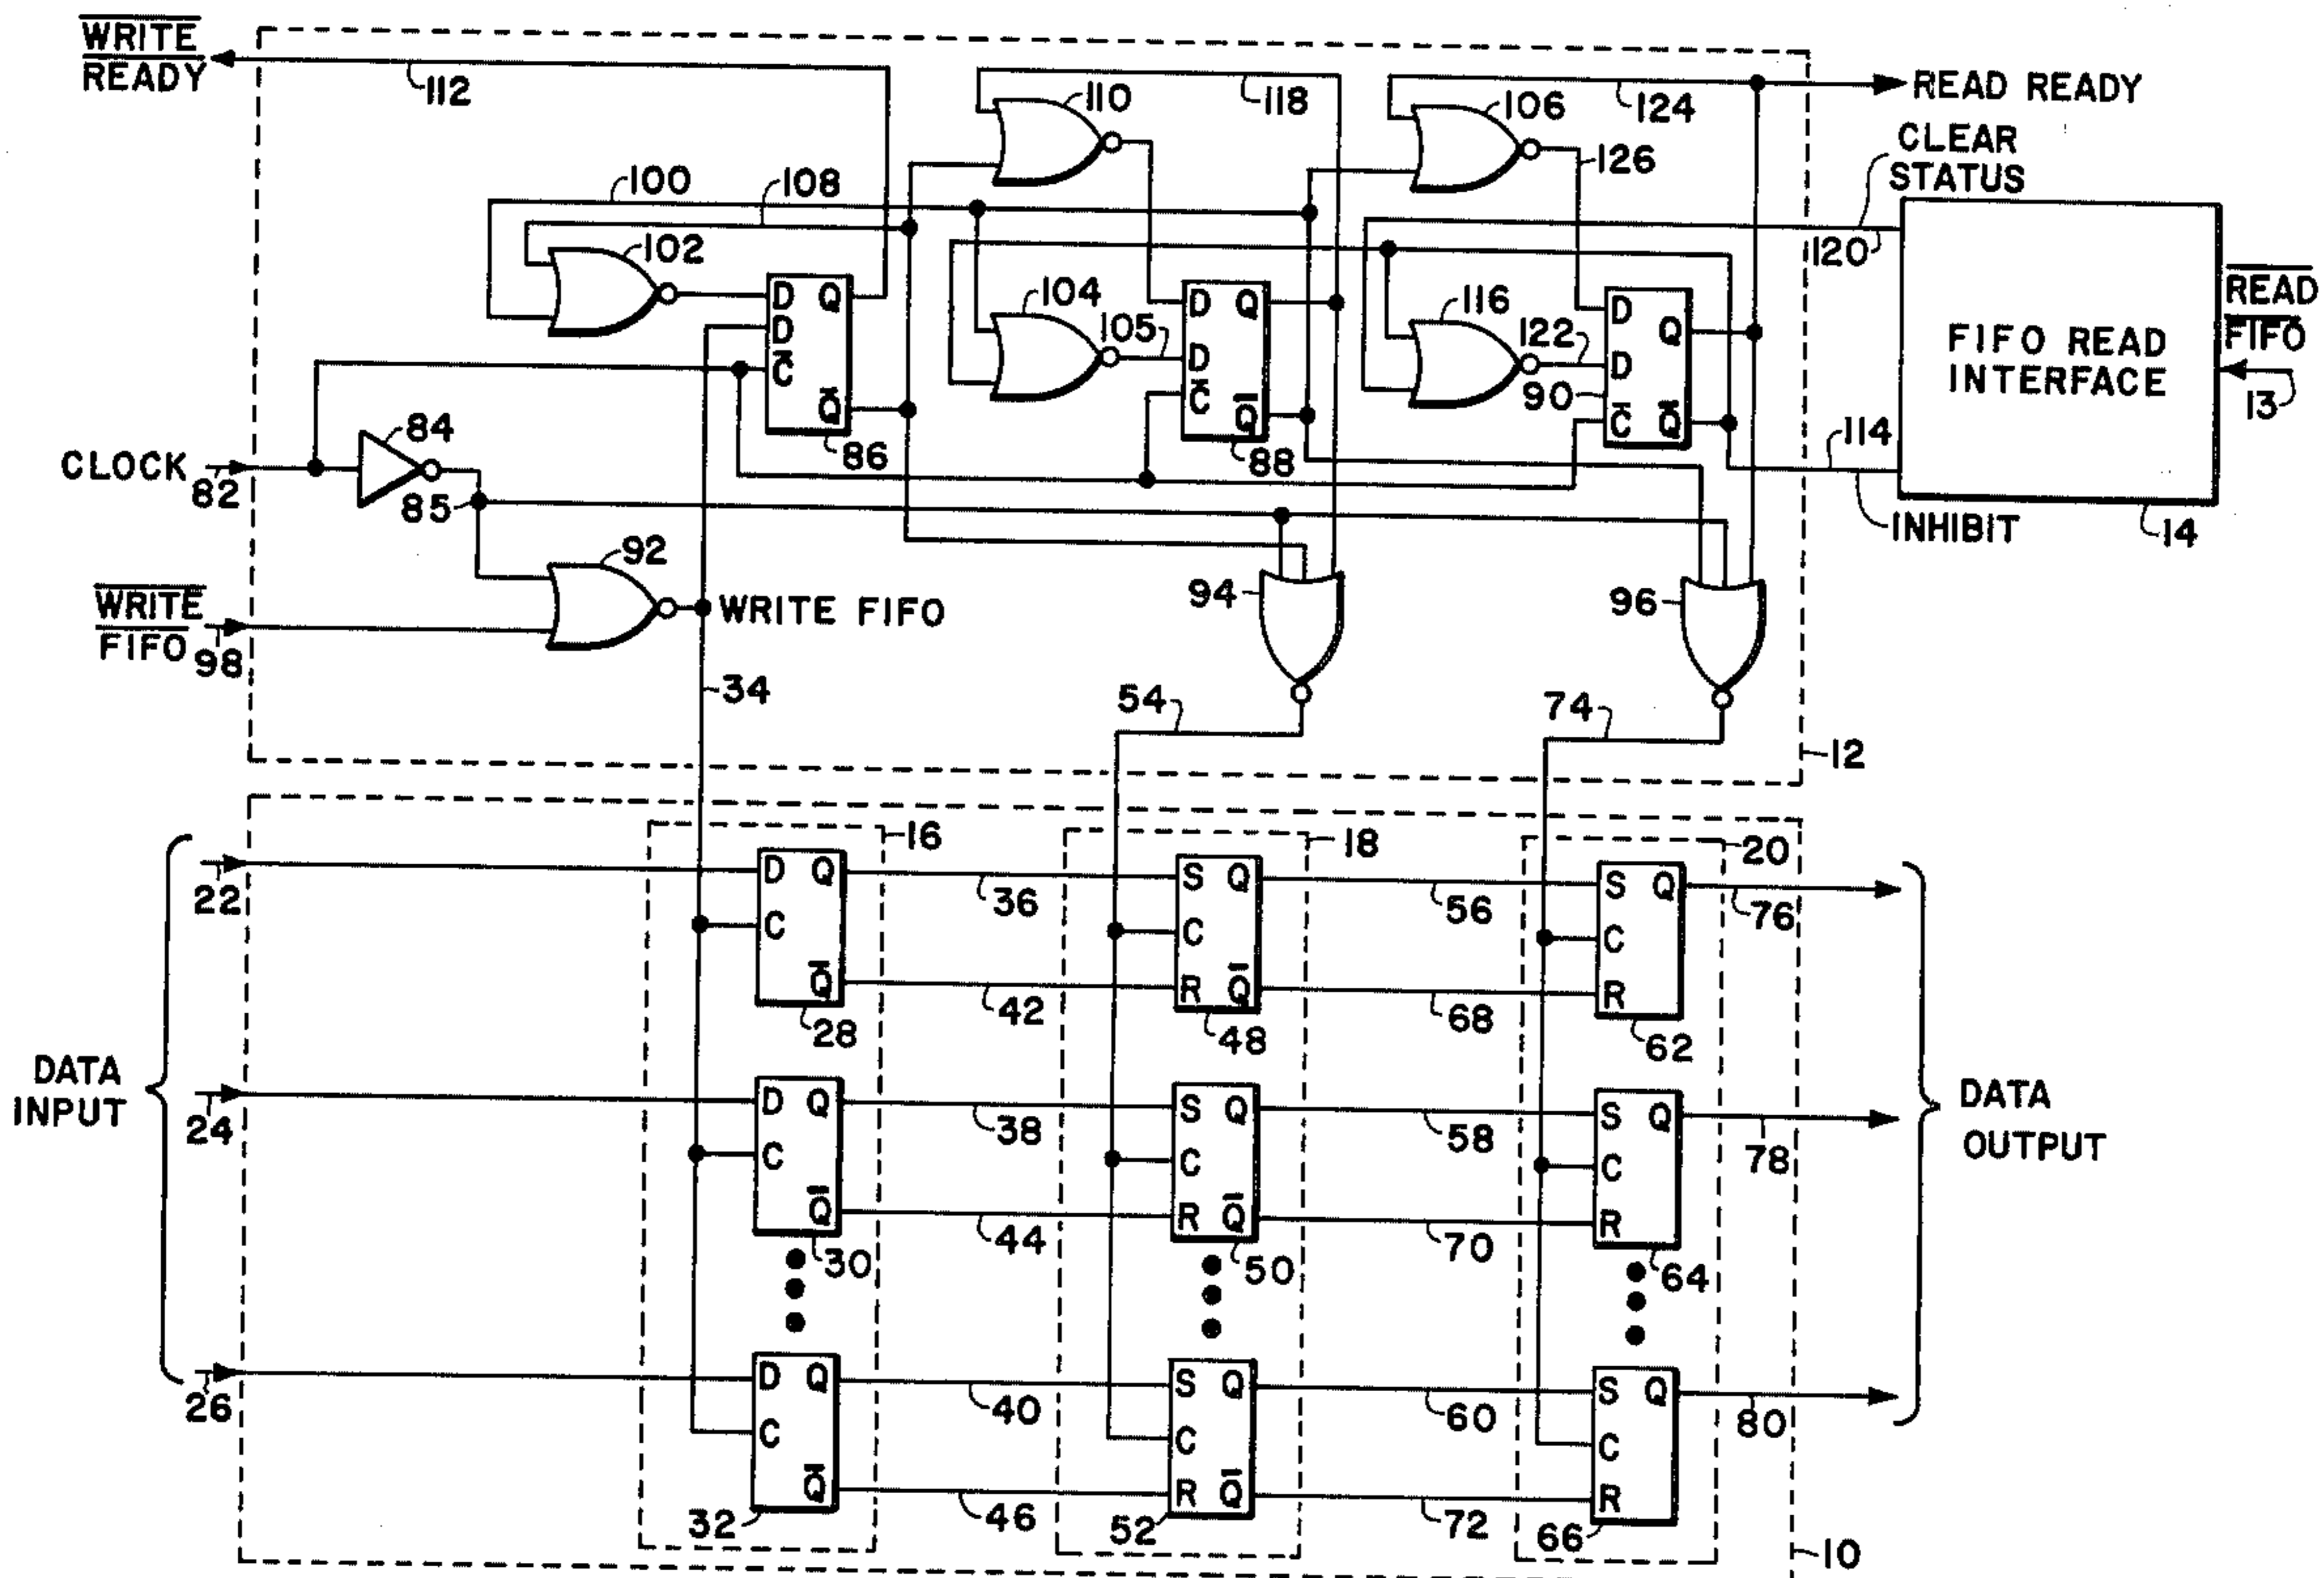 WRITE
READY
112
110
118
106
124
READ READY
CLEAR
STATUS
126
100
108
102
104
105
116
122
120
READ
FIFO
13
FIFO READ
INTERFACE
14
D Q
D
C̅
Q̅
86
D Q
D
C̅
Q̅
88
D
Q
D
90
C̅ Q̅
114
INHIBIT
CLOCK
82
84
85
92
WRITE
FIFO
98
WRITE FIFO
34
94
96
54
74
12
16
18
20
22
D Q
C
Q̅
28
36
42
S Q
C
R Q̅
48
56
68
S Q
C
R
62
76
DATA
INPUT
24
D Q
C
Q̅
30
38
44
S Q
C
R Q̅
50
58
70
S Q
C
R
64
78
DATA
OUTPUT
26
D Q
C
Q̅
32
40
46
S Q
C
R Q̅
52
60
72
S Q
C
R
66
80
10